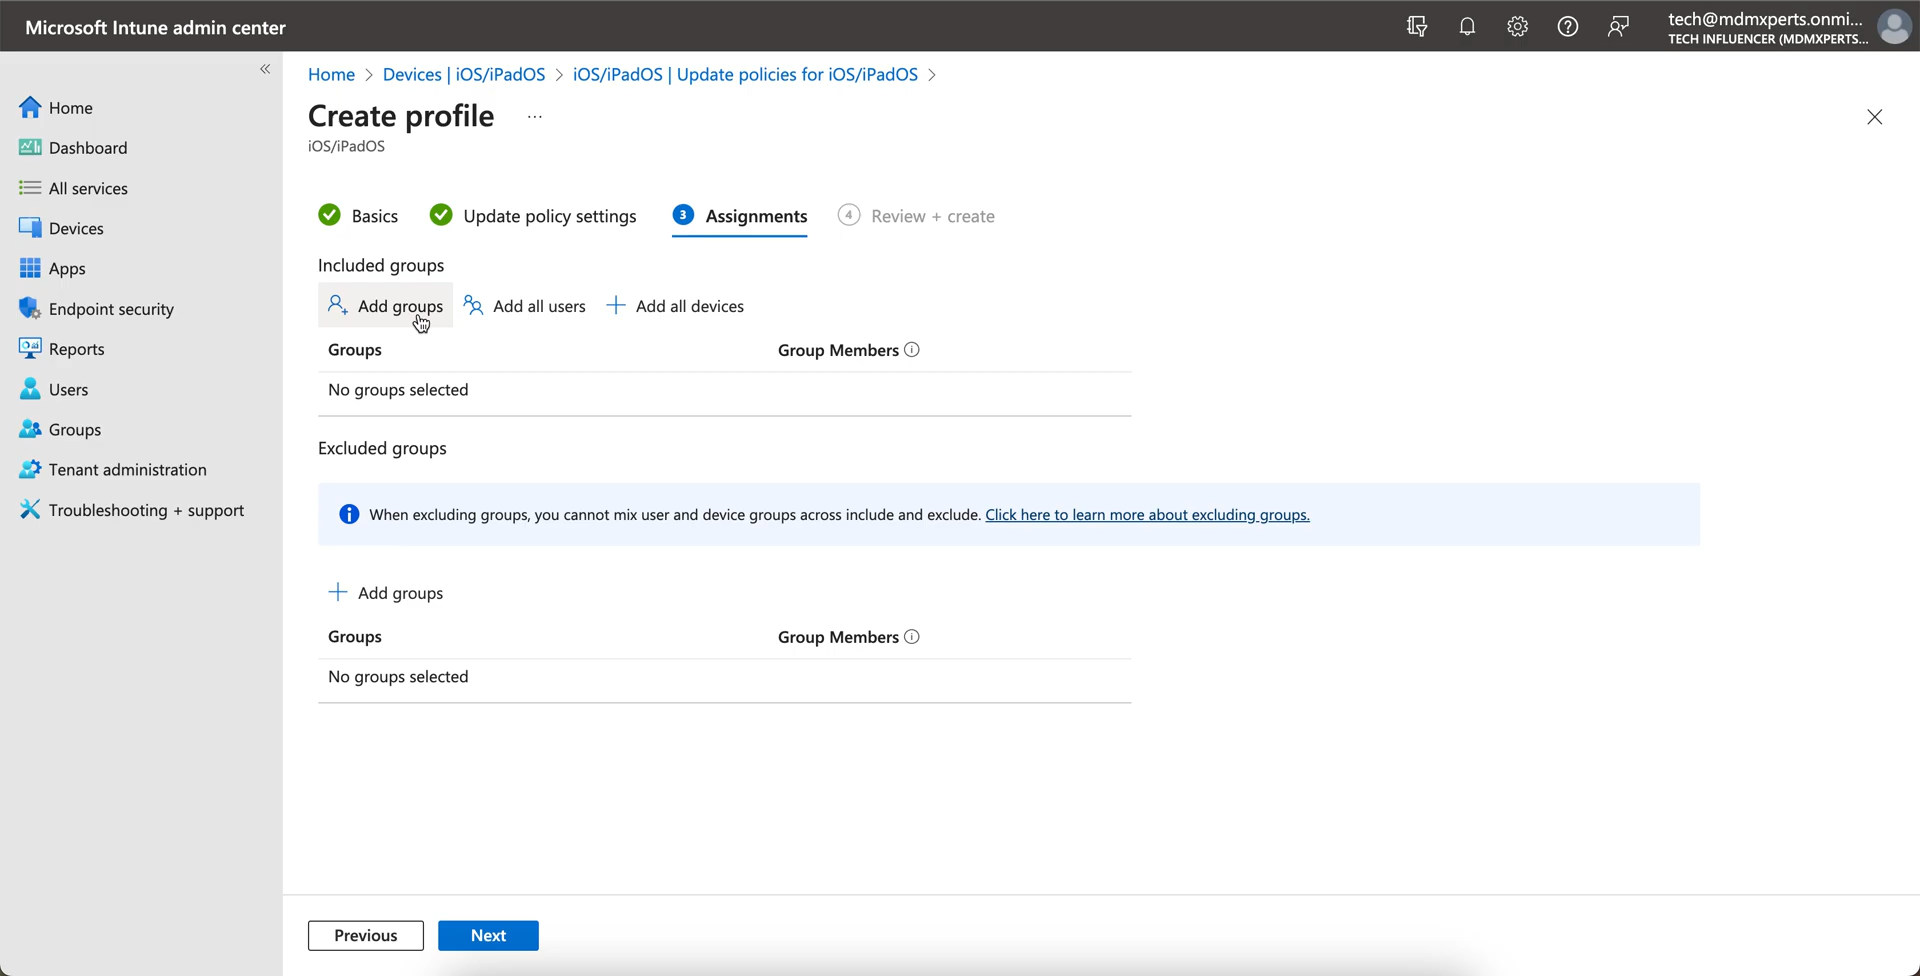 Microsoft Intune admin center
tech@mdmxperts.onmi...
TECH INFLUENCER (MDMXPERTS...
Home
Dashboard
All services
Devices
Apps
Endpoint security
Reports
Users
Groups
Tenant administration
Troubleshooting + support
Home > Devices | iOS/iPadOS > iOS/iPadOS | Update policies for iOS/iPadOS >
Create profile ...
iOS/iPadOS
Basics Update policy settings 3 Assignments 4 Review + create
Included groups
Add groups Add all users Add all devices
Groups Group Members
No groups selected
Excluded groups
When excluding groups, you cannot mix user and device groups across include and exclude. Click here to learn more about excluding groups.
Add groups
Groups Group Members
No groups selected
Previous Next